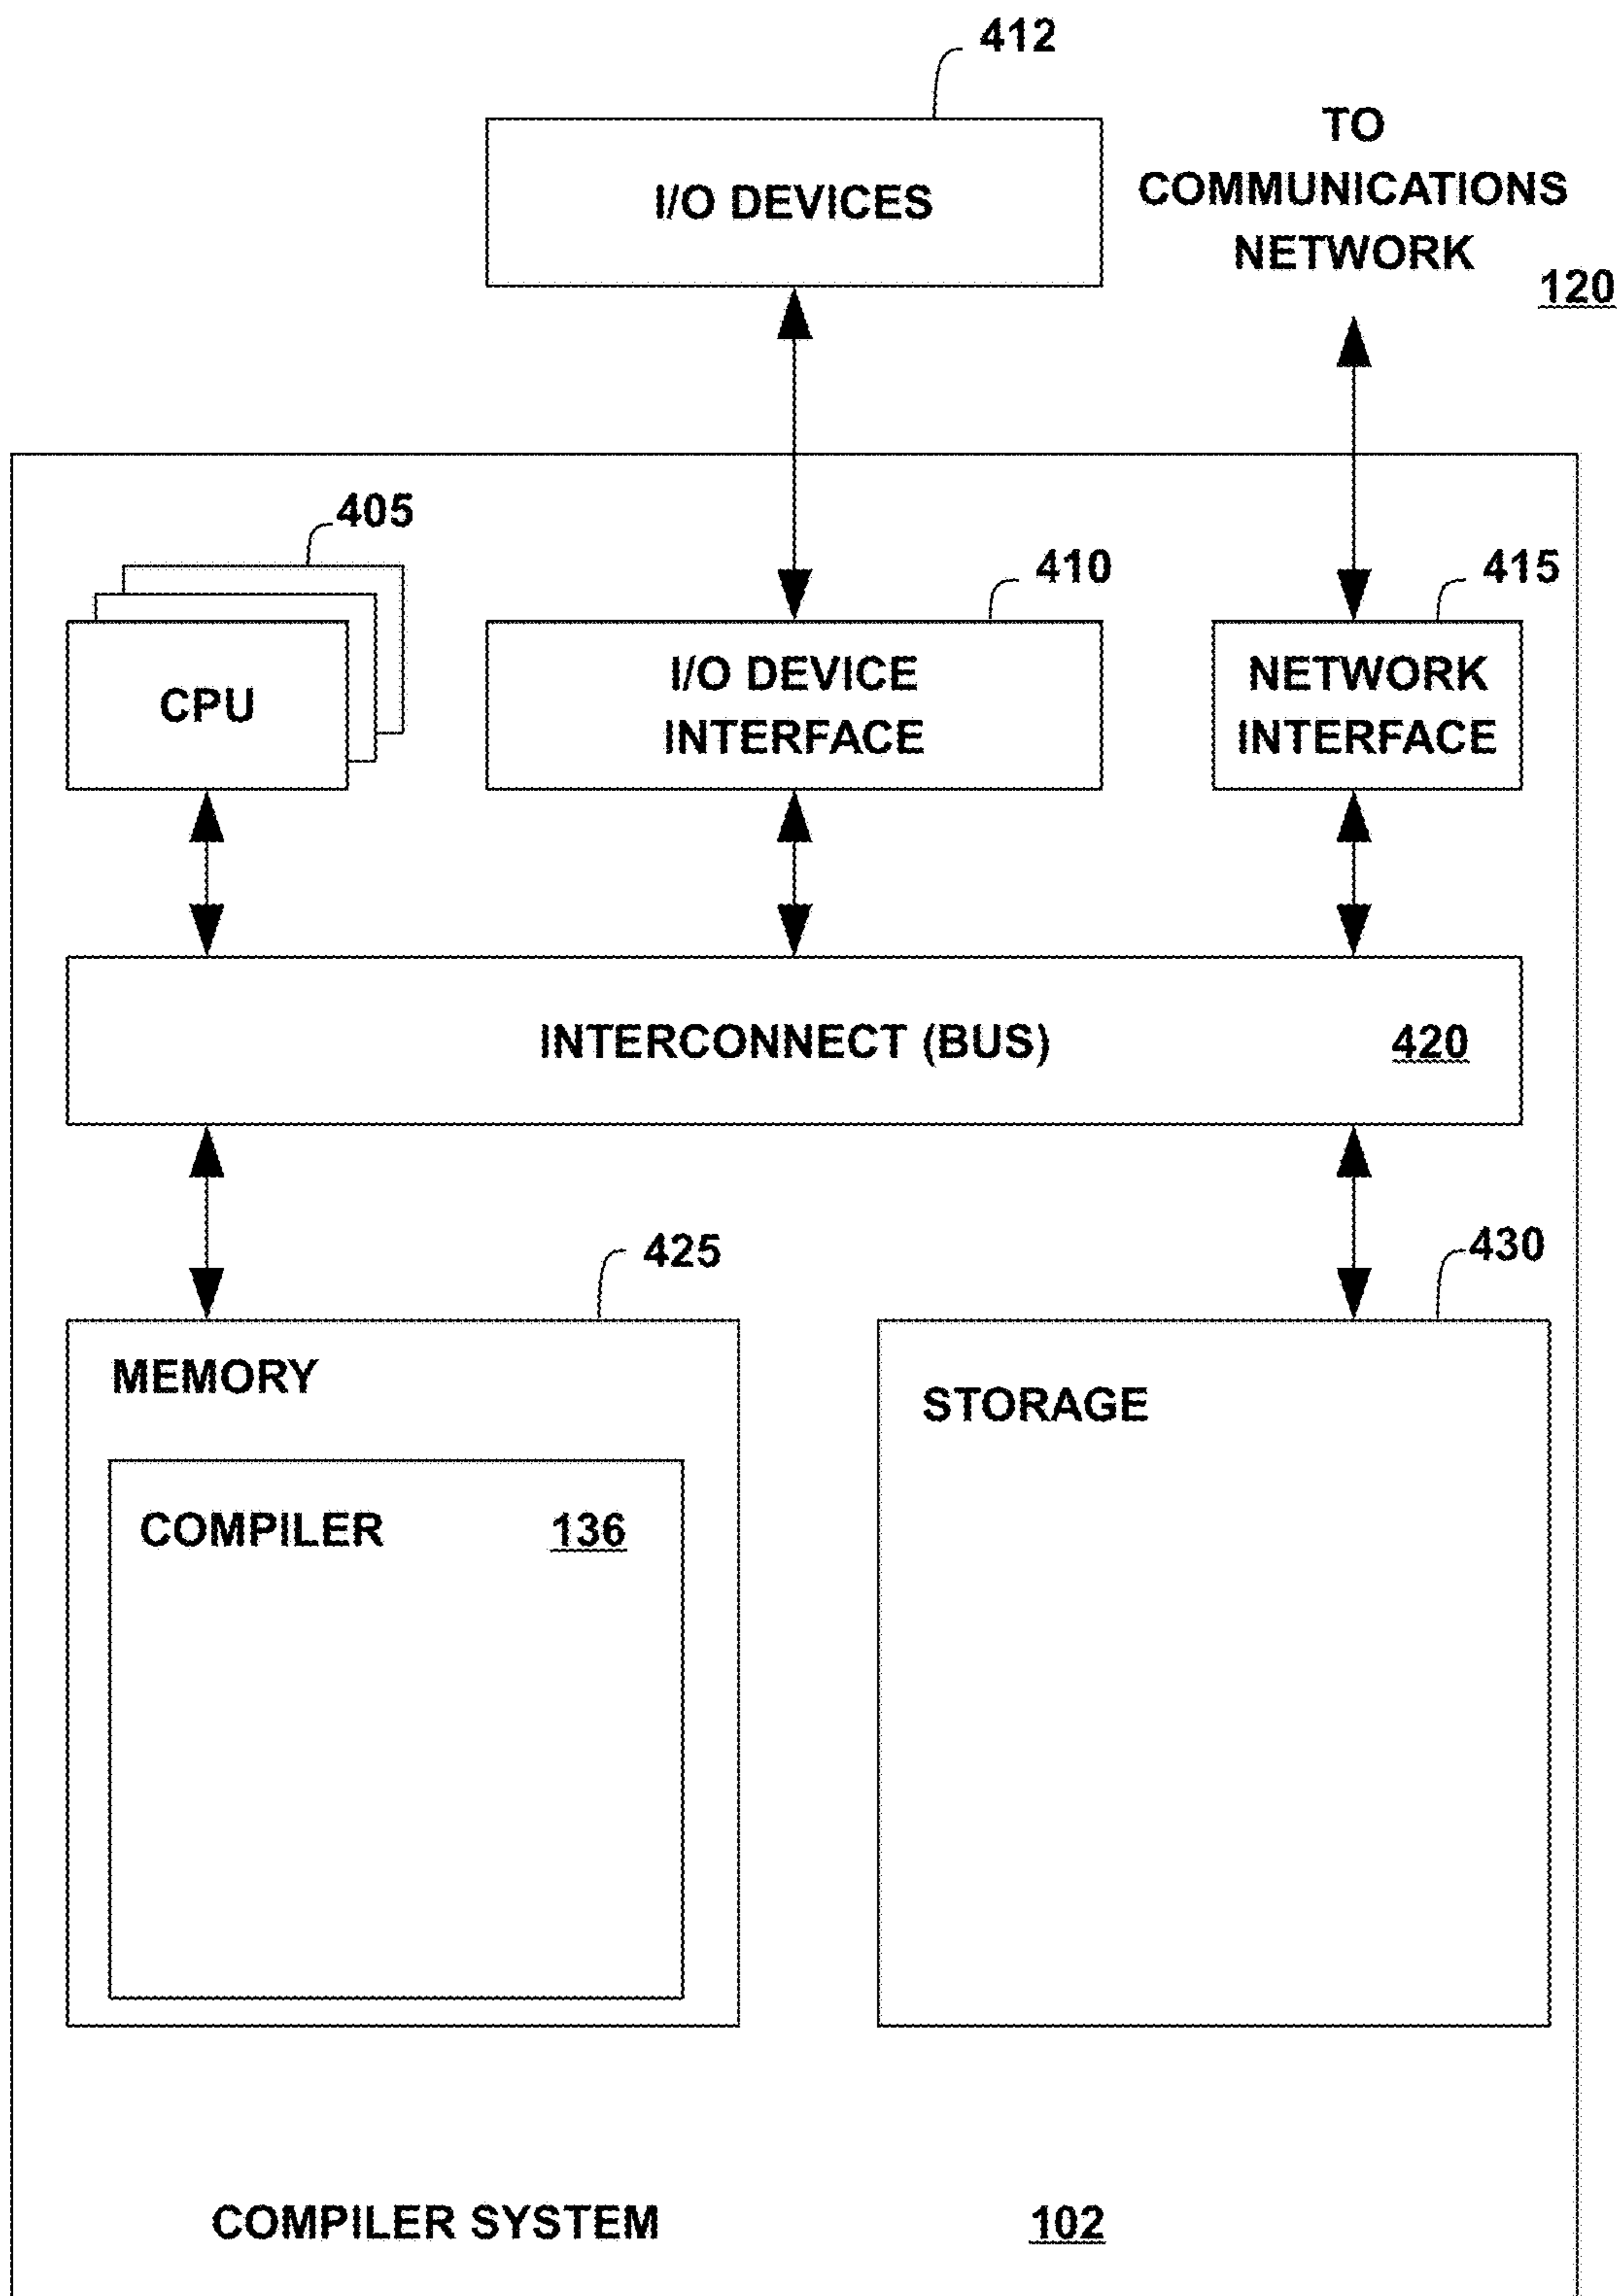 412
I/O DEVICES
TO
COMMUNICATIONS
NETWORK
120
405
410
415
CPU
I/O DEVICE
INTERFACE
NETWORK
INTERFACE
INTERCONNECT (BUS)
420
425
430
MEMORY
STORAGE
COMPILER
136
COMPILER SYSTEM
102